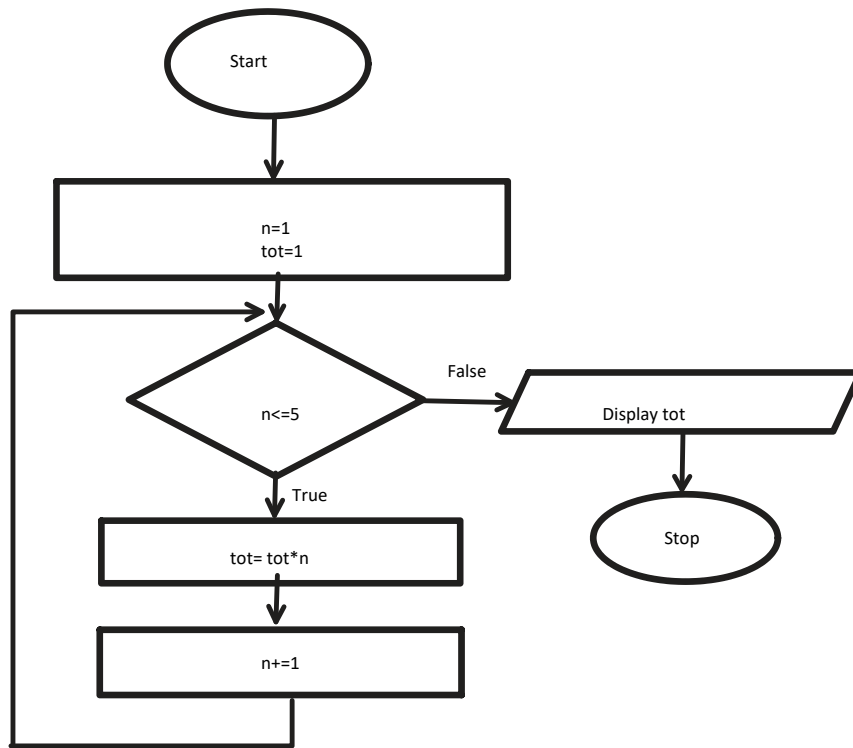 Start
n=1
tot=1
n<=5
False
Display tot
True
Stop
tot= tot*n
n+=1